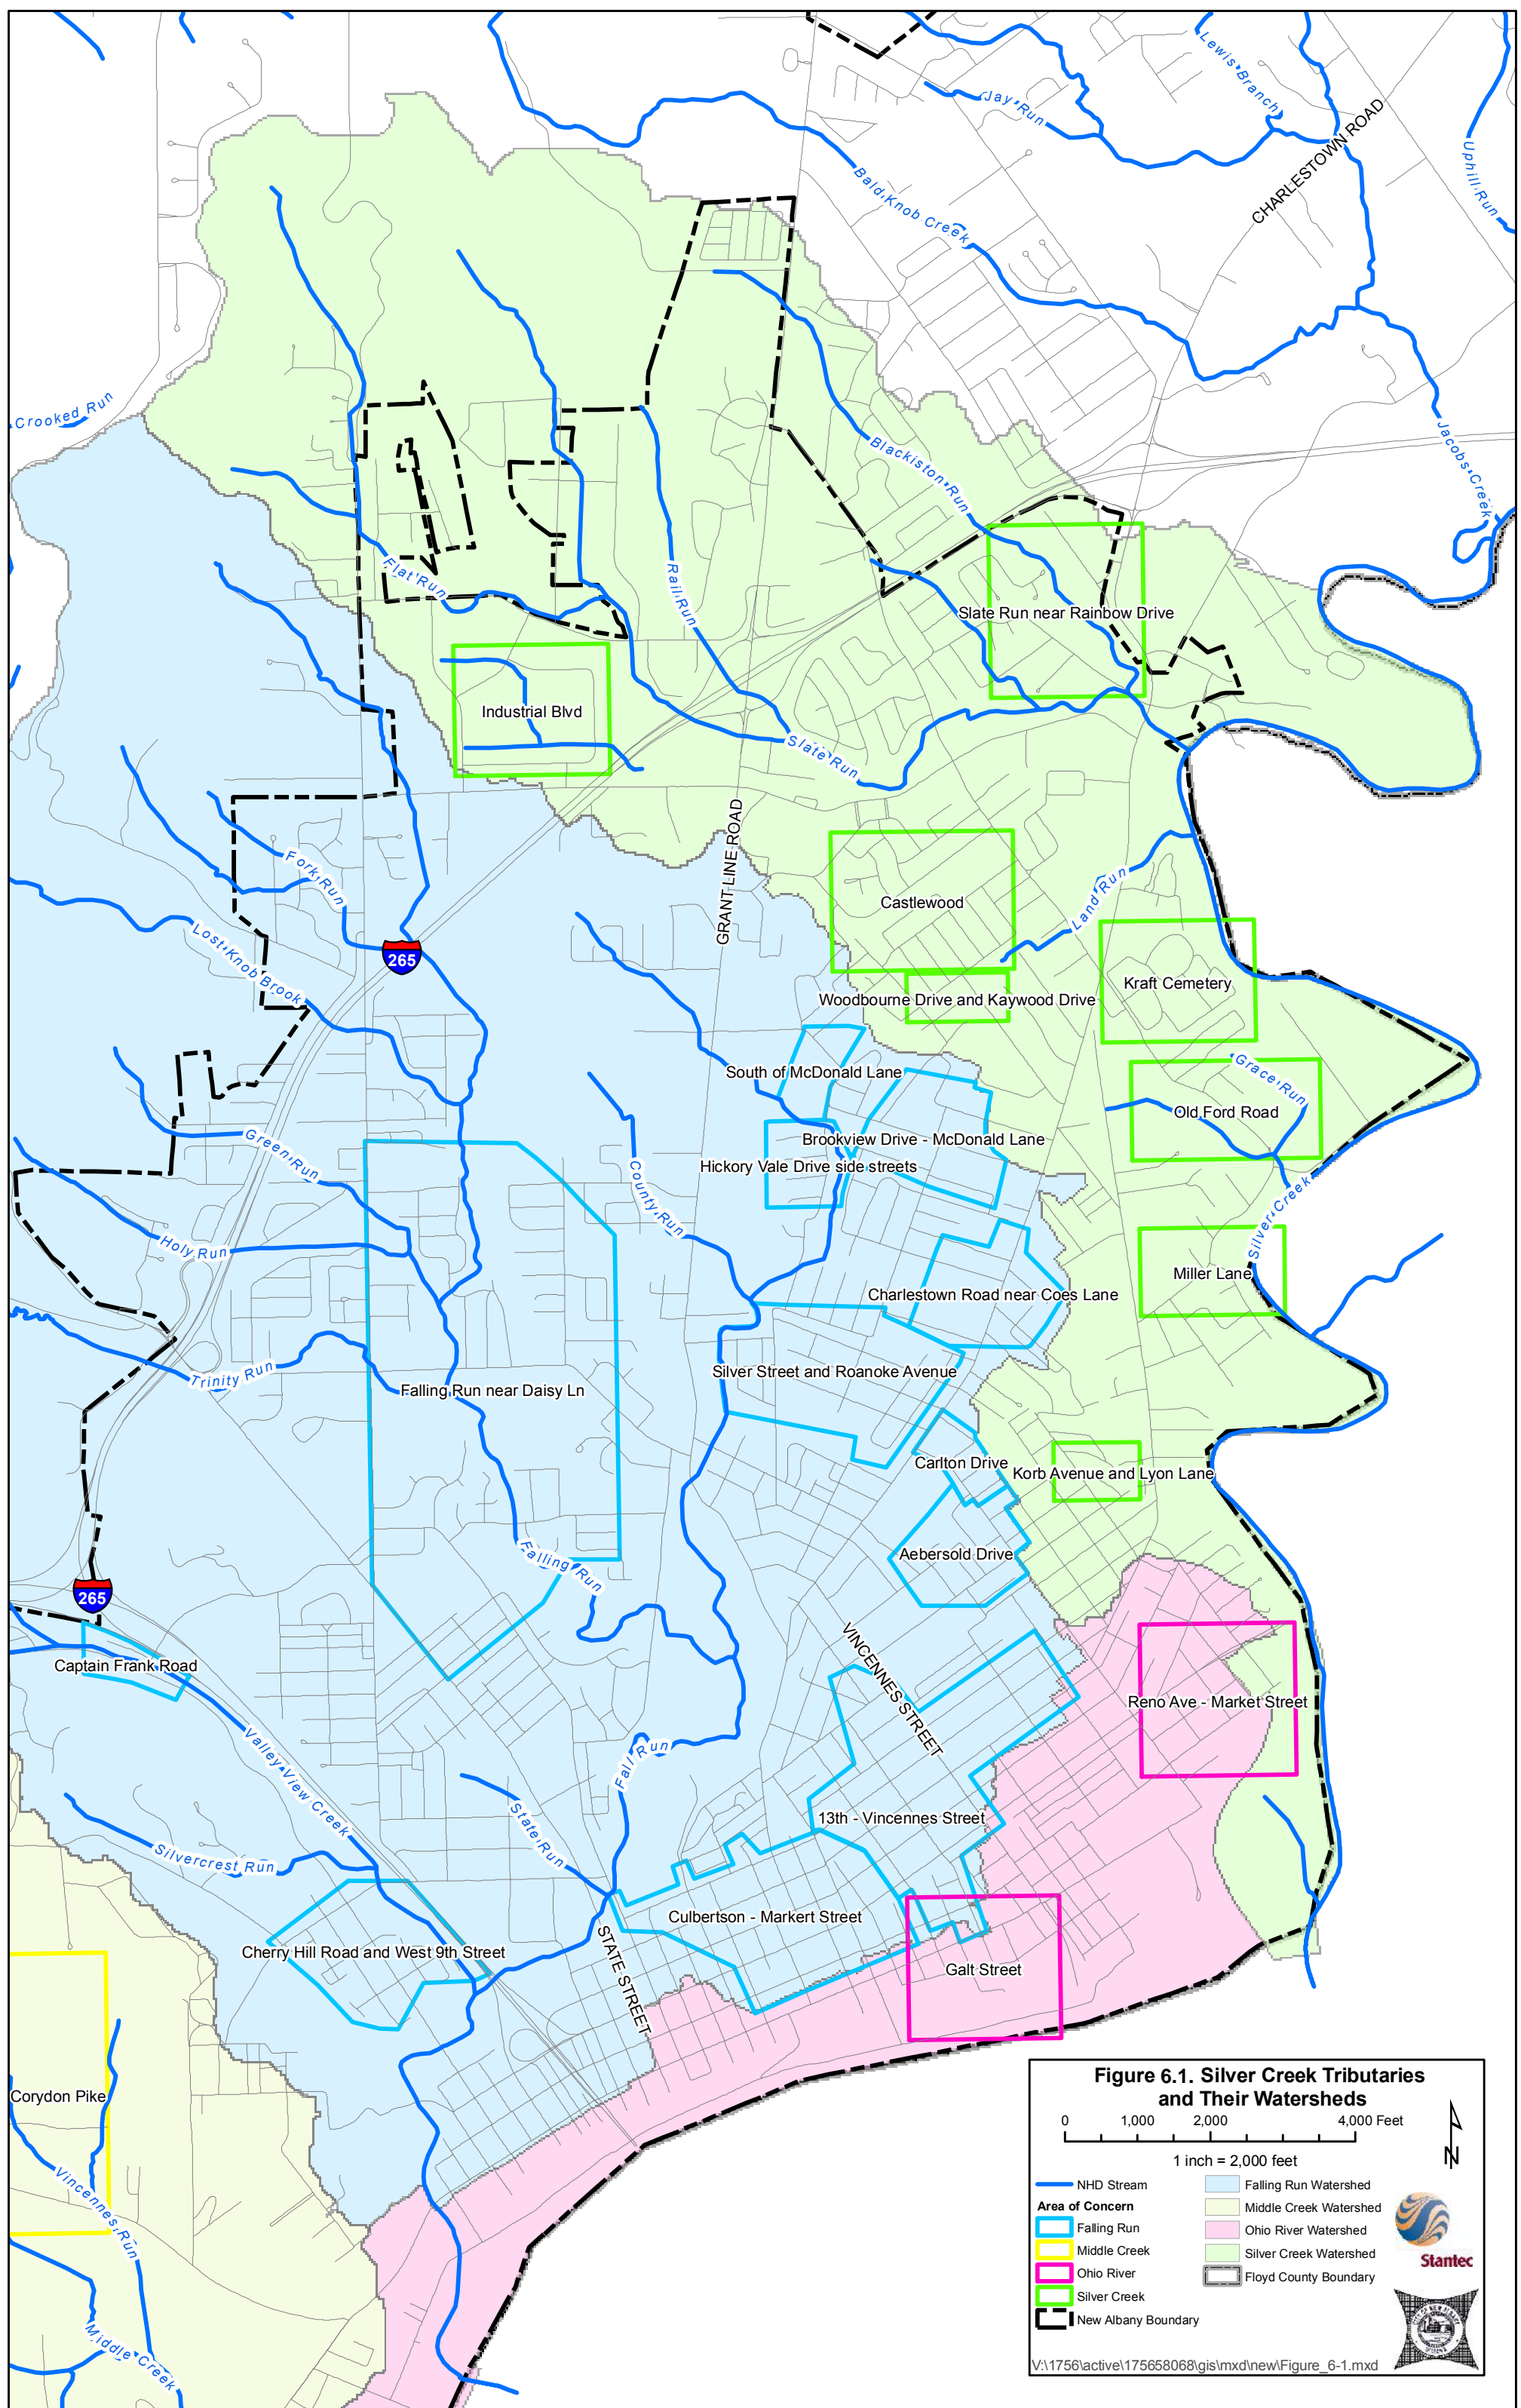 Lewis Branch
Jay Run
CHARLESTOWN ROAD
Uphill Run
Bald Knob Creek
Crooked Run
Jacobs Creek
Blackiston Run
Flat Run
Rail Run
Slate Run near Rainbow Drive
Industrial Blvd
Slate Run
GRANT LINE ROAD
Fork Run
Castlewood
Land Run
Lost Knob Brook
265
Kraft Cemetery
Woodbourne Drive and Kaywood Drive
South of McDonald Lane
Grace Run
Old Ford Road
Brookview Drive - McDonald Lane
Green Run
Hickory Vale Drive side streets
County Run
Silver Creek
Holy Run
Miller Lane
Charlestown Road near Coes Lane
Trinity Run
Silver Street and Roanoke Avenue
Falling Run near Daisy Ln
Carlton Drive
Korb Avenue and Lyon Lane
Aebersold Drive
Falling Run
265
VINCENNES STREET
Captain Frank Road
Reno Ave - Market Street
Fall Run
Valley View Creek
State Run
13th - Vincennes Street
Silvercrest Run
Culbertson - Markert Street
Cherry Hill Road and West 9th Street
STATE STREET
Galt Street
Corydon Pike
Vincennes Run
Middle Creek
Figure 6.1. Silver Creek Tributaries
and Their Watersheds
0 1,000 2,000 4,000 Feet
1 inch = 2,000 feet
N
NHD Stream
Area of Concern
Falling Run
Middle Creek
Ohio River
Silver Creek
New Albany Boundary
Falling Run Watershed
Middle Creek Watershed
Ohio River Watershed
Silver Creek Watershed
Floyd County Boundary
Stantec
V:\1756\active\175658068\gis\mxd\new\Figure_6-1.mxd